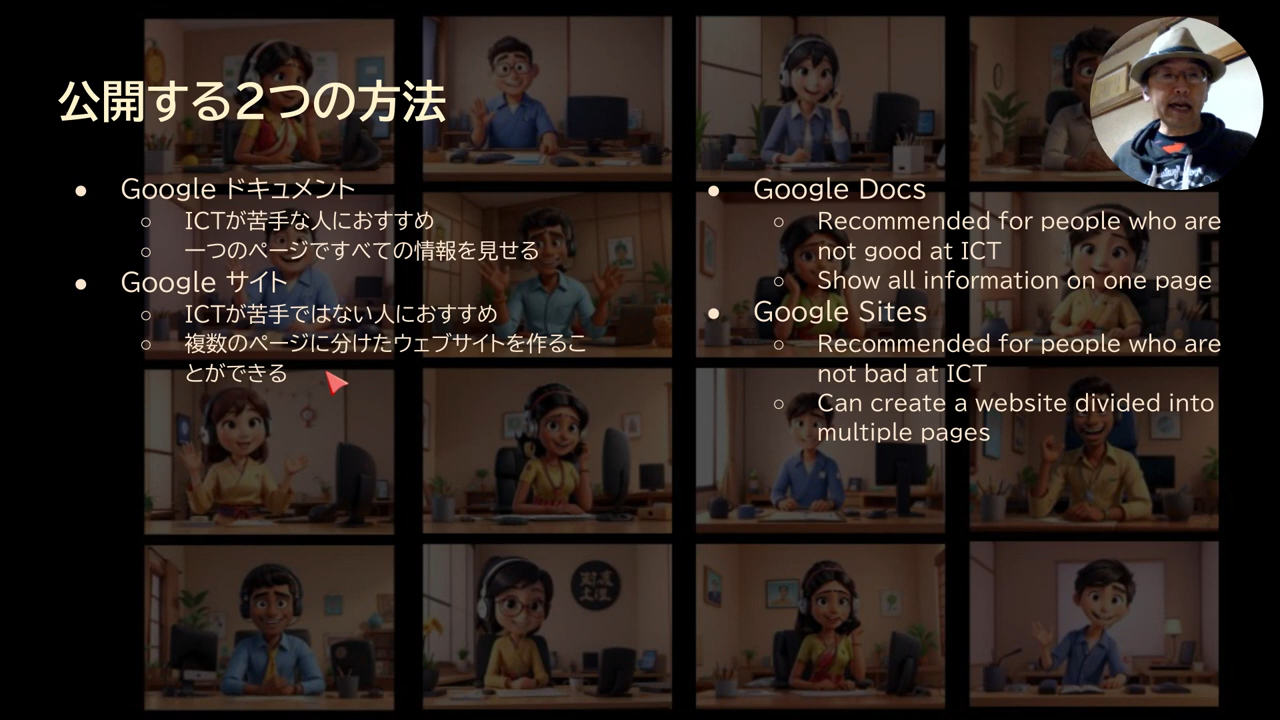 公開する2つの方法
● Google ドキュメント
○ ICTが苦手な人におすすめ
○ 一つのページですべての情報を見せる
● Google サイト
○ ICTが苦手ではない人におすすめ
○ 複数のページに分けたウェブサイトを作るこ
とができる
● Google Docs
○ Recommended for people who are
not good at ICT
○ Show all information on one page
● Google Sites
○ Recommended for people who are
not bad at ICT
○ Can create a website divided into
multiple pages